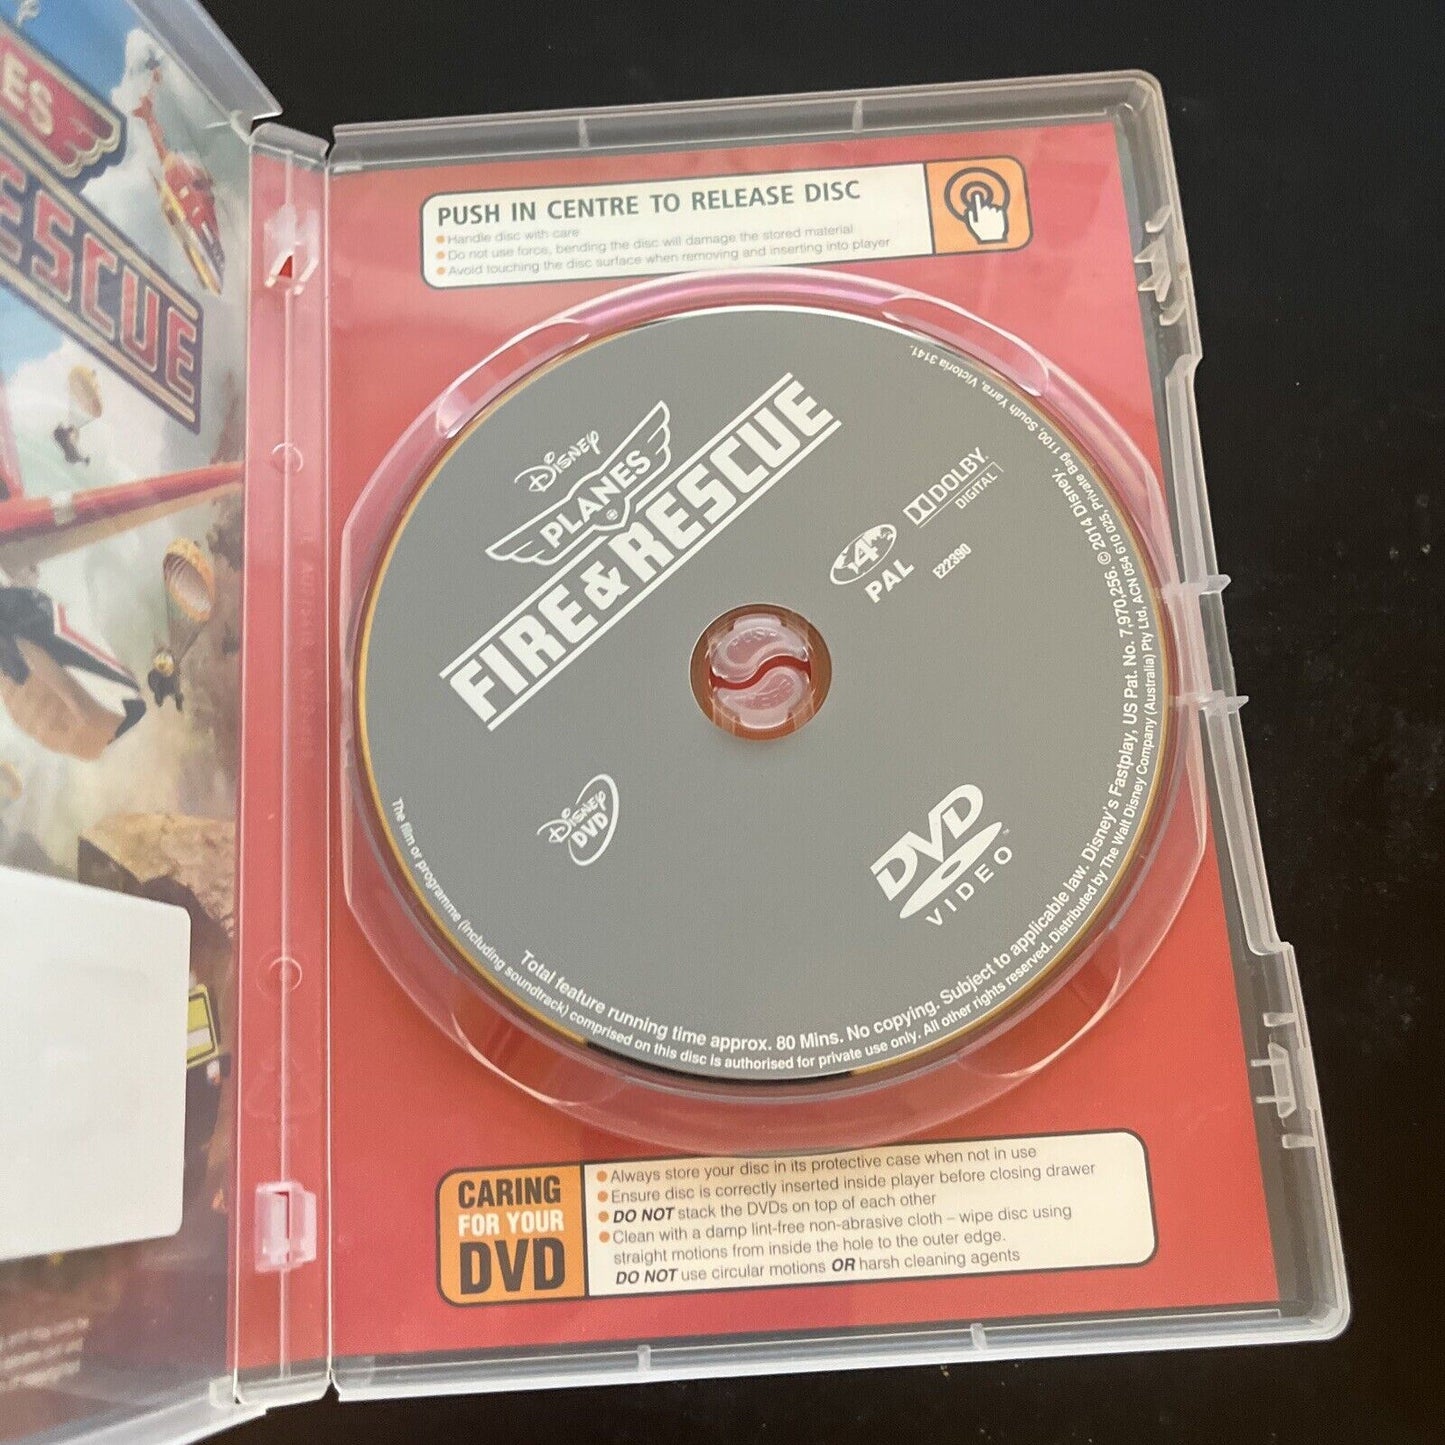 ES
ESCUE
PUSH IN CENTRE TO RELEASE DISC
Handle disc with care
Do not use force, bending the disc will damage the stored material
Avoid touching the disc surface when removing and inserting into player
Disney
PLANES
FIRE & RESCUE
DOLBY
DIGITAL
4
PAL
E22390
Disney
DVD
DVD
VIDEO™
Total feature running time approx. 80 Mins. No copying. Subject to applicable law. Disney's Fastplay, US Pat. No. 7,970,256. © 2014 Disney.
The film or programme (including soundtrack) comprised on this disc is authorised for private use only. All other rights reserved. Distributed by The Walt Disney Company (Australia) Pty Ltd, ACN 054 610 025, Private Bag 1100, South Yarra, Victoria 3141.
CARING
FOR YOUR
DVD
Always store your disc in its protective case when not in use
Ensure disc is correctly inserted inside player before closing drawer
DO NOT stack the DVDs on top of each other
Clean with a damp lint-free non-abrasive cloth – wipe disc using
straight motions from inside the hole to the outer edge.
DO NOT use circular motions OR harsh cleaning agents